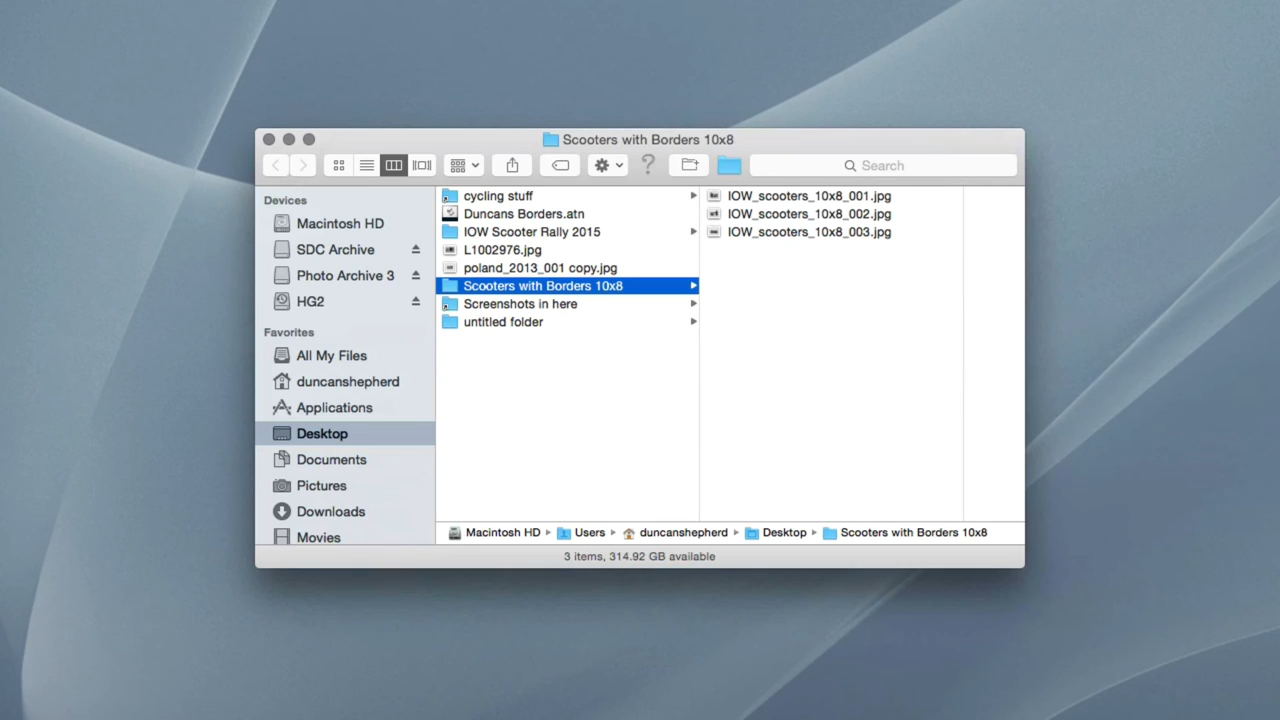 Scooters with Borders 10x8
?
Search
Devices
Macintosh HD
SDC Archive
Photo Archive 3
HG2
Favorites
All My Files
duncanshepherd
Applications
Desktop
Documents
Pictures
Downloads
Movies
cycling stuff
Duncans Borders.atn
IOW Scooter Rally 2015
L1002976.jpg
poland_2013_001 copy.jpg
Scooters with Borders 10x8
Screenshots in here
untitled folder
IOW_scooters_10x8_001.jpg
IOW_scooters_10x8_002.jpg
IOW_scooters_10x8_003.jpg
Macintosh HD ▸ Users ▸ duncanshepherd ▸ Desktop ▸ Scooters with Borders 10x8
3 items, 314.92 GB available